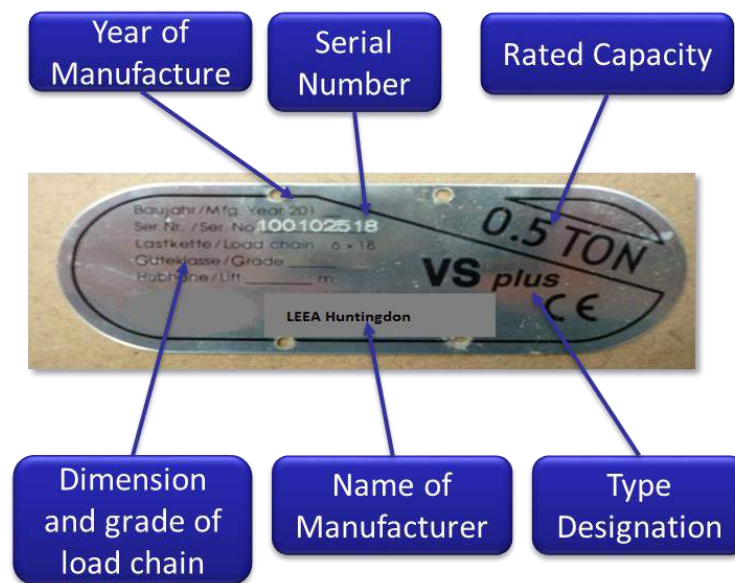 Year of
Manufacture
Serial
Number
Rated Capacity
Baujahr/Mfg. Year 201
Ser.Nr. /Ser. No. 100102518
Lastkette/Load chain 6 x 18
Güteklasse/Grade ____
Hubhöhe/Lift ______ m
0.5 TON
VS plus
CE
LEEA Huntingdon
Dimension
and grade of
load chain
Name of
Manufacturer
Type
Designation